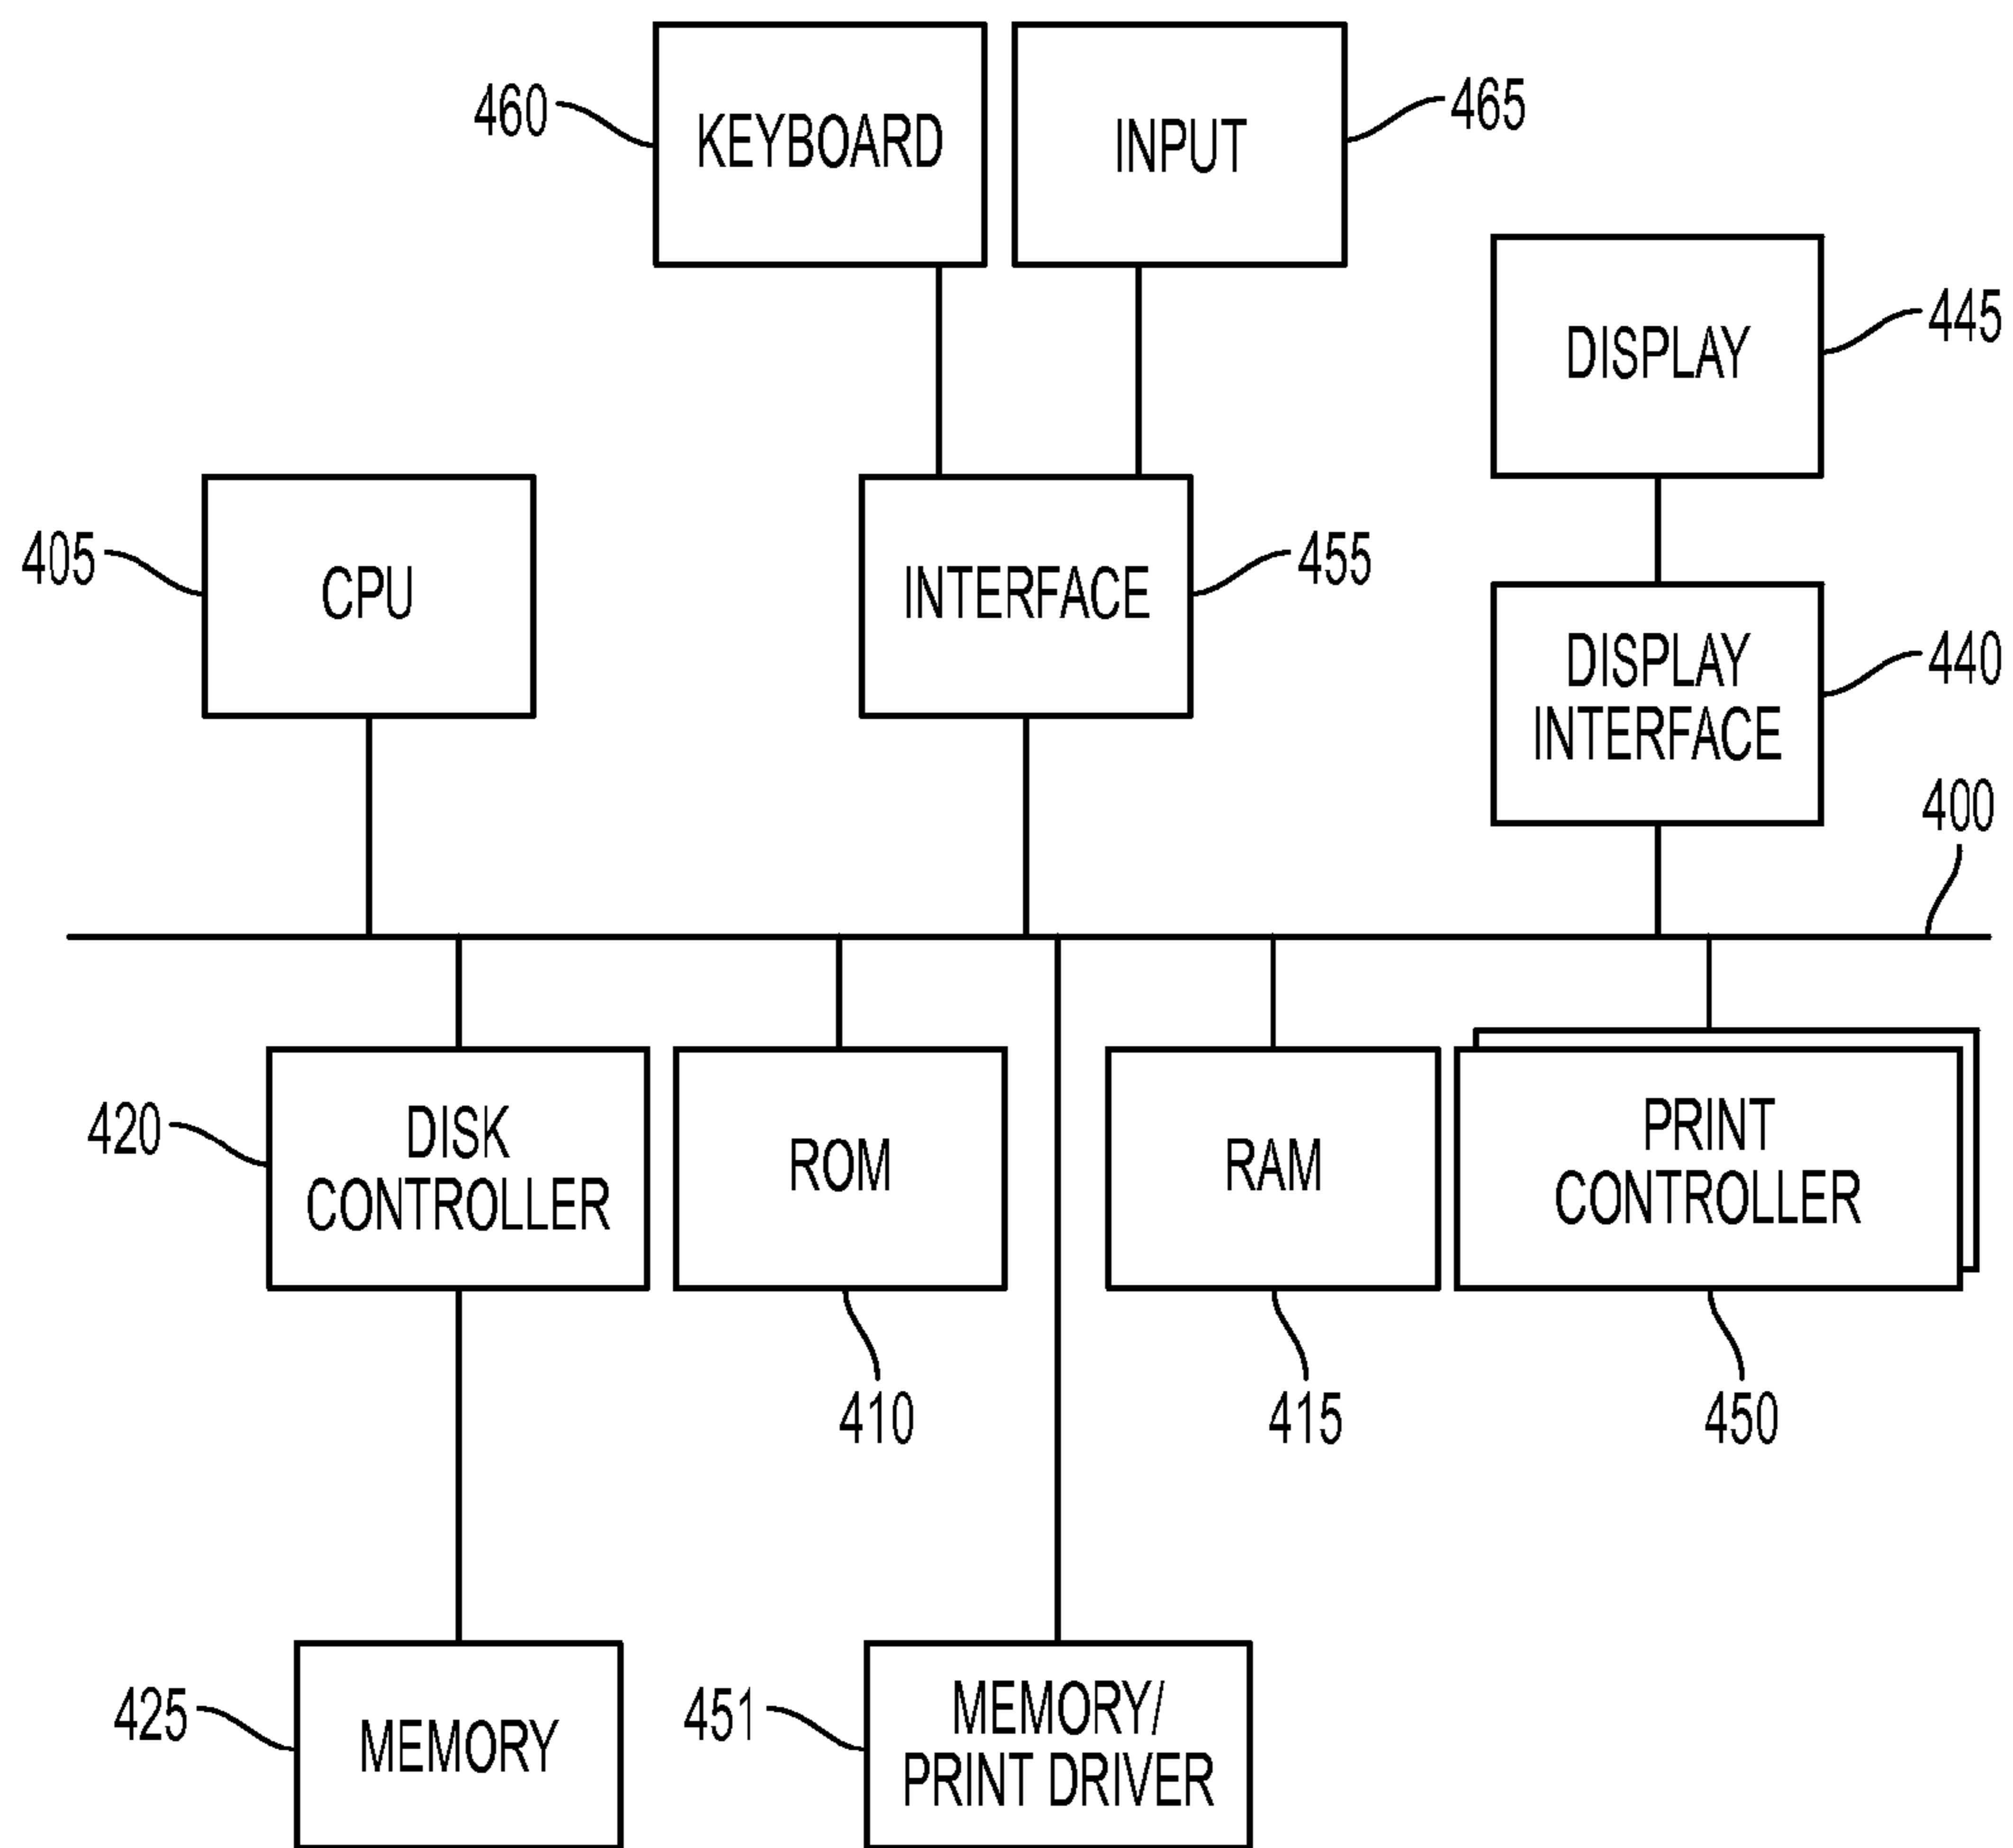 460
KEYBOARD
INPUT
465
DISPLAY
445
405
CPU
INTERFACE
455
DISPLAY
INTERFACE
440
400
420
DISK
CONTROLLER
ROM
RAM
PRINT
CONTROLLER
410
415
450
425
MEMORY
451
MEMORY/
PRINT DRIVER